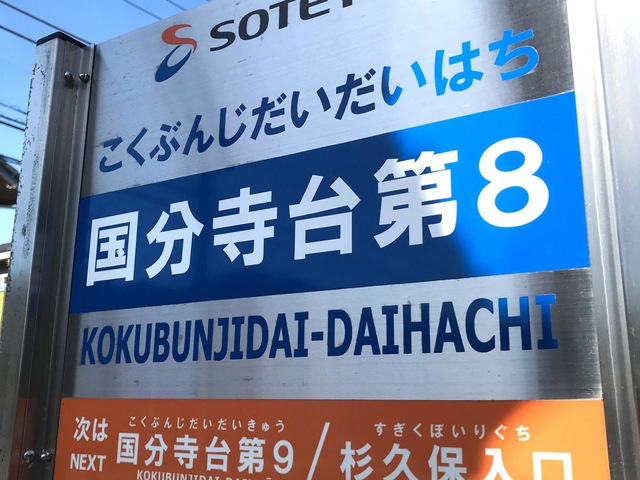 SOTET
こくぶんじだいだいはち
国分寺台第8
KOKUBUNJIDAI-DAIHACHI
こくぶんじだいだいきゅう すぎくぼいりぐち
次は 国分寺台第9 / 杉久保入口
NEXT KOKUBUNJIDAI-